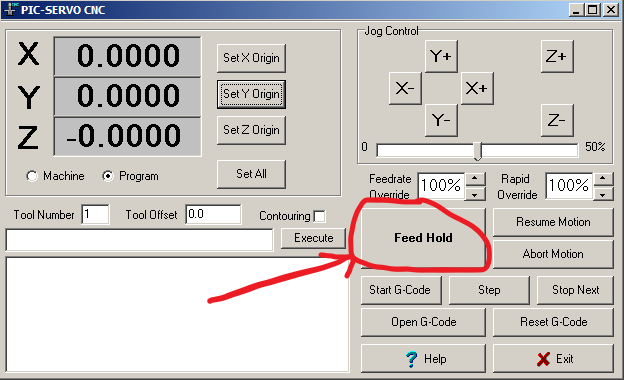 PIC-SERVO CNC
X 0.0000 Set X Origin
Y 0.0000 Set Y Origin
Z -0.0000 Set Z Origin
Machine Program Set All
Jog Control
Y+ Z+
X- X+
Y- Z-
0 50%
Feedrate Override 100% Rapid Override 100%
Tool Number 1 Tool Offset 0.0 Contouring
Execute
Feed Hold Resume Motion
Abort Motion
Start G-Code Step Stop Next
Open G-Code Reset G-Code
? Help X Exit